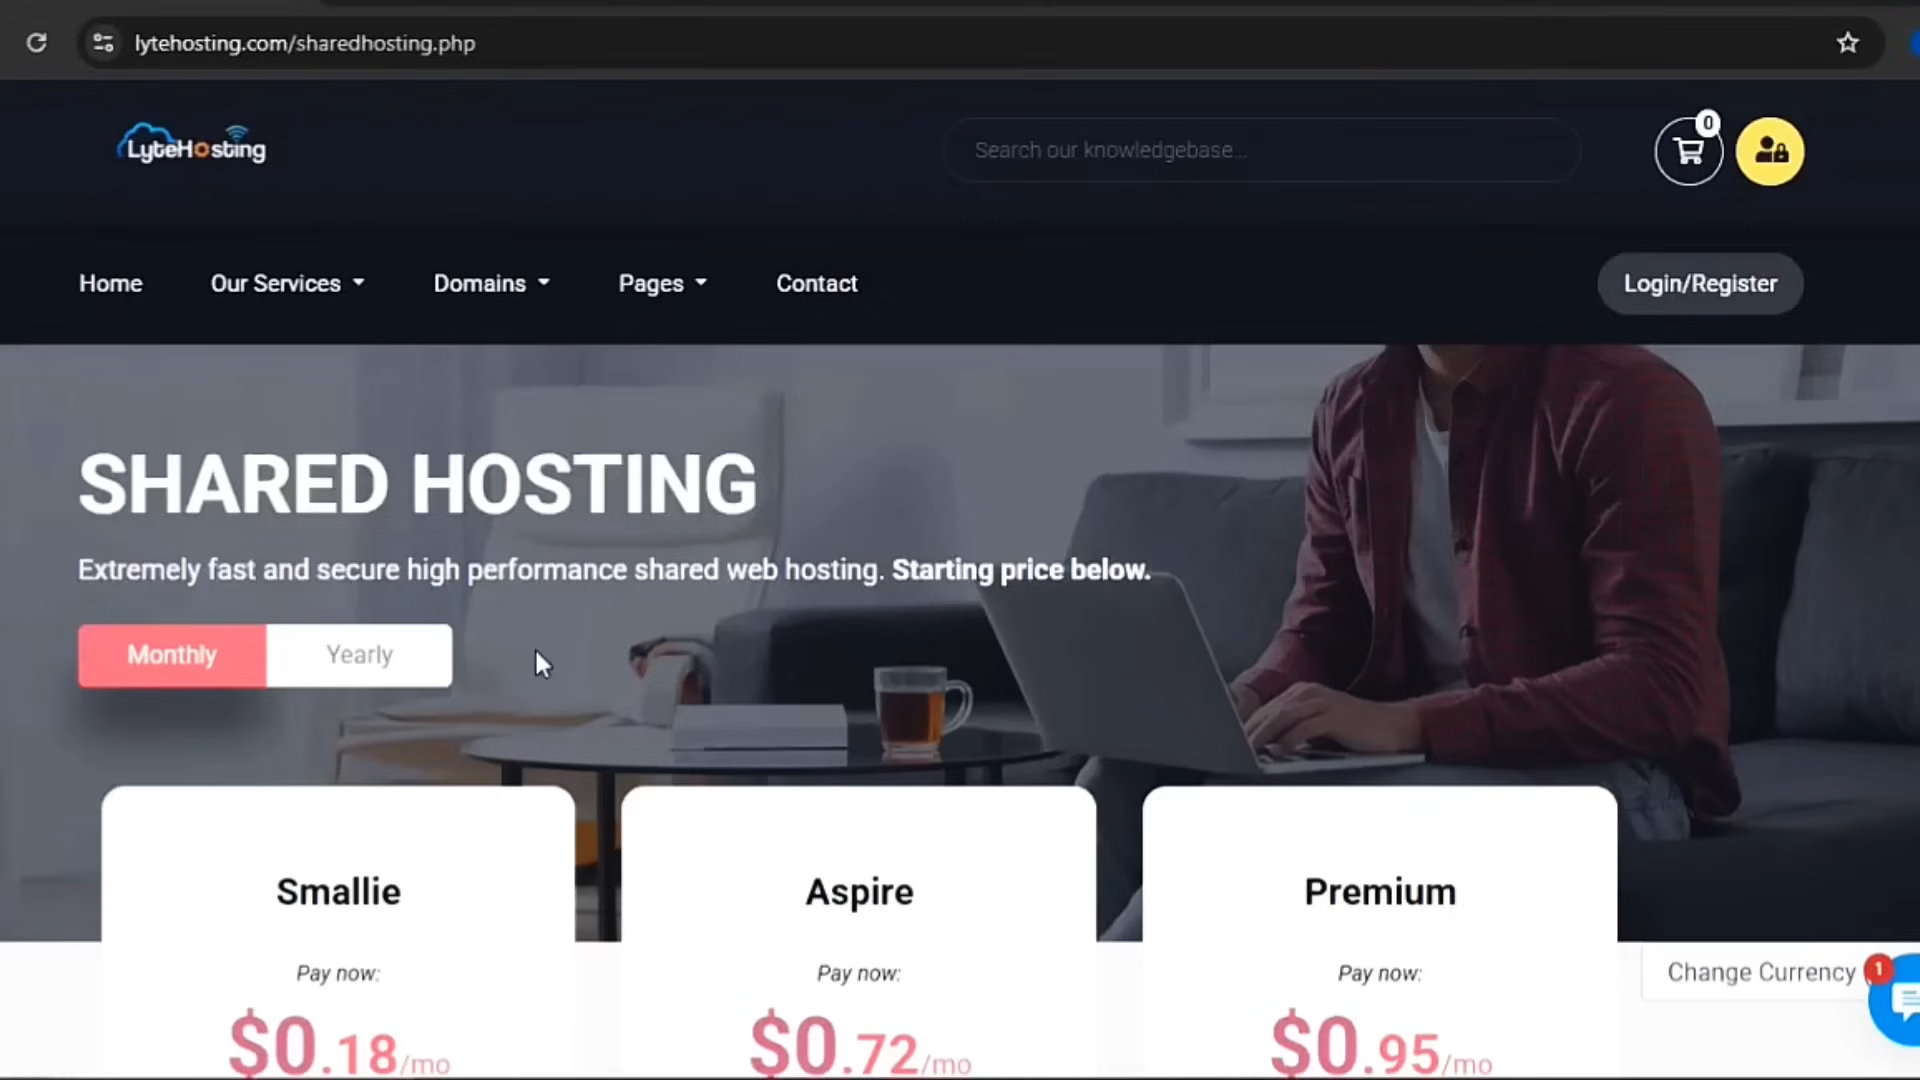 lytehosting.com/sharedhosting.php
LyteHosting
Search our knowledgebase...
0
Home
Our Services
Domains
Pages
Contact
Login/Register
SHARED HOSTING
Extremely fast and secure high performance shared web hosting. Starting price below.
Monthly
Yearly
Smallie
Aspire
Premium
Pay now:
Pay now:
Pay now:
$0.18/mo
$0.72/mo
$0.95/mo
Change Currency
1